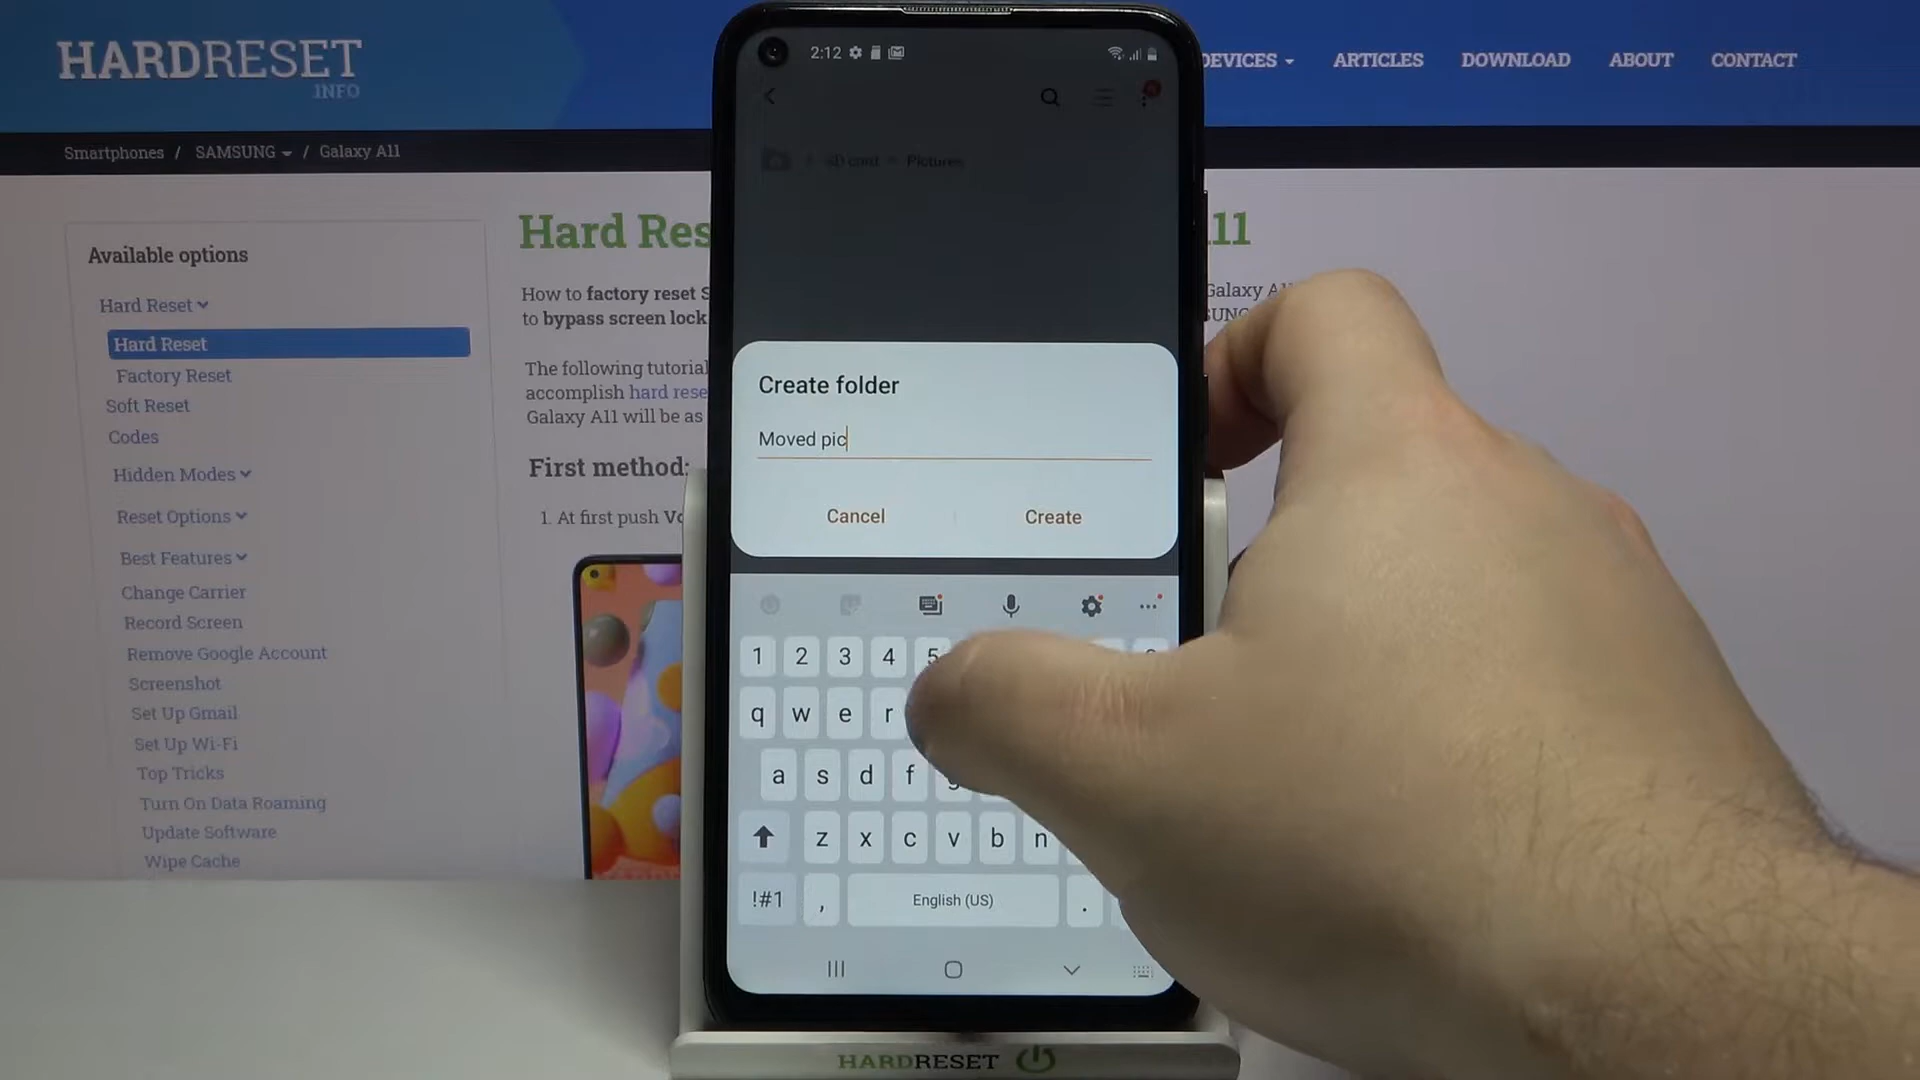 HARDRESET
INFO
DEVICES
ARTICLES
DOWNLOAD
ABOUT
CONTACT
Smartphones / SAMSUNG / Galaxy A11
Available options
Hard Reset
Hard Reset
Factory Reset
Soft Reset
Codes
Hidden Modes
Reset Options
Best Features
Change Carrier
Record Screen
Remove Google Account
Screenshot
Set Up Gmail
Set Up Wi-Fi
Top Tricks
Turn On Data Roaming
Update Software
Wipe Cache
Hard Res
11
How to factory reset S
Galaxy A
to bypass screen lock
SUNG
The following tutorial
accomplish hard rese
Galaxy A11 will be as
First method:
1. At first push Vo
2:12
SD card
Pictures
Create folder
Moved pic
Cancel
Create
1 2 3 4 5
q w e r
a s d f g
z x c v b n
!#1 , English (US) .
HARDRESET